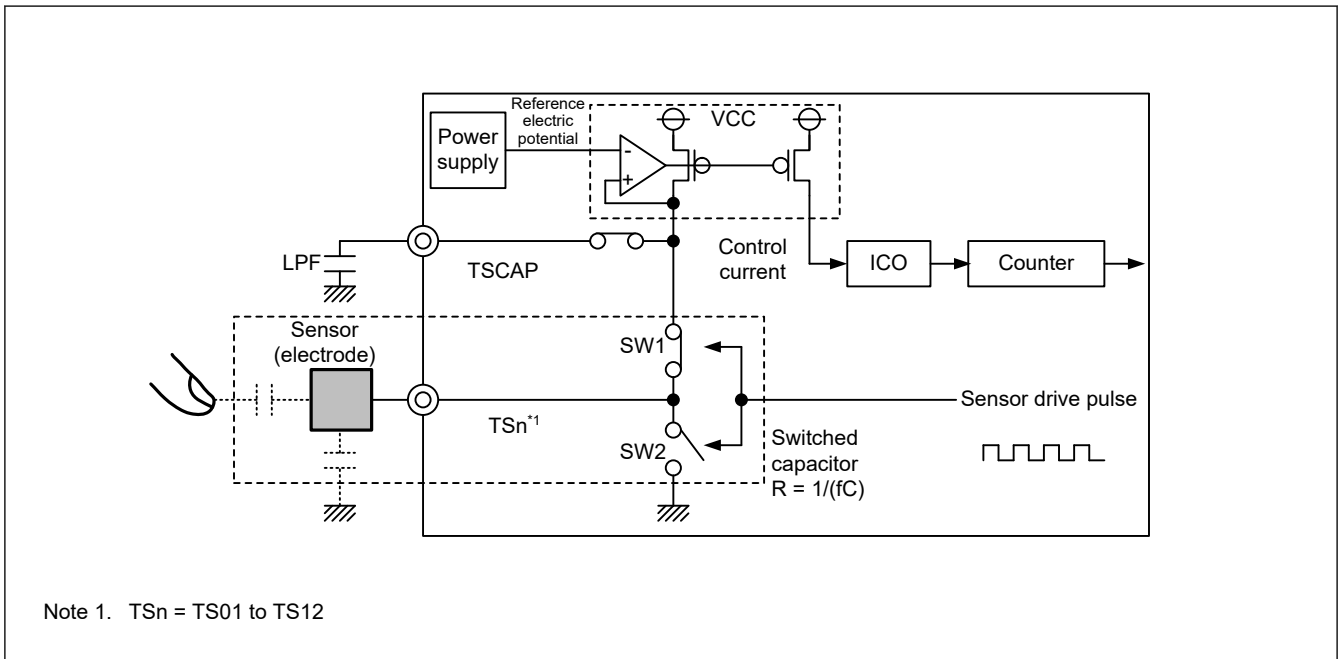 Reference
electric
potential
Power
supply
VCC
-
+
LPF
TSCAP
Control
current
ICO
Counter
Sensor
(electrode)
SW1
TSn*1
SW2
Sensor drive pulse
Switched
capacitor
R = 1/(fC)
Note 1. TSn = TS01 to TS12